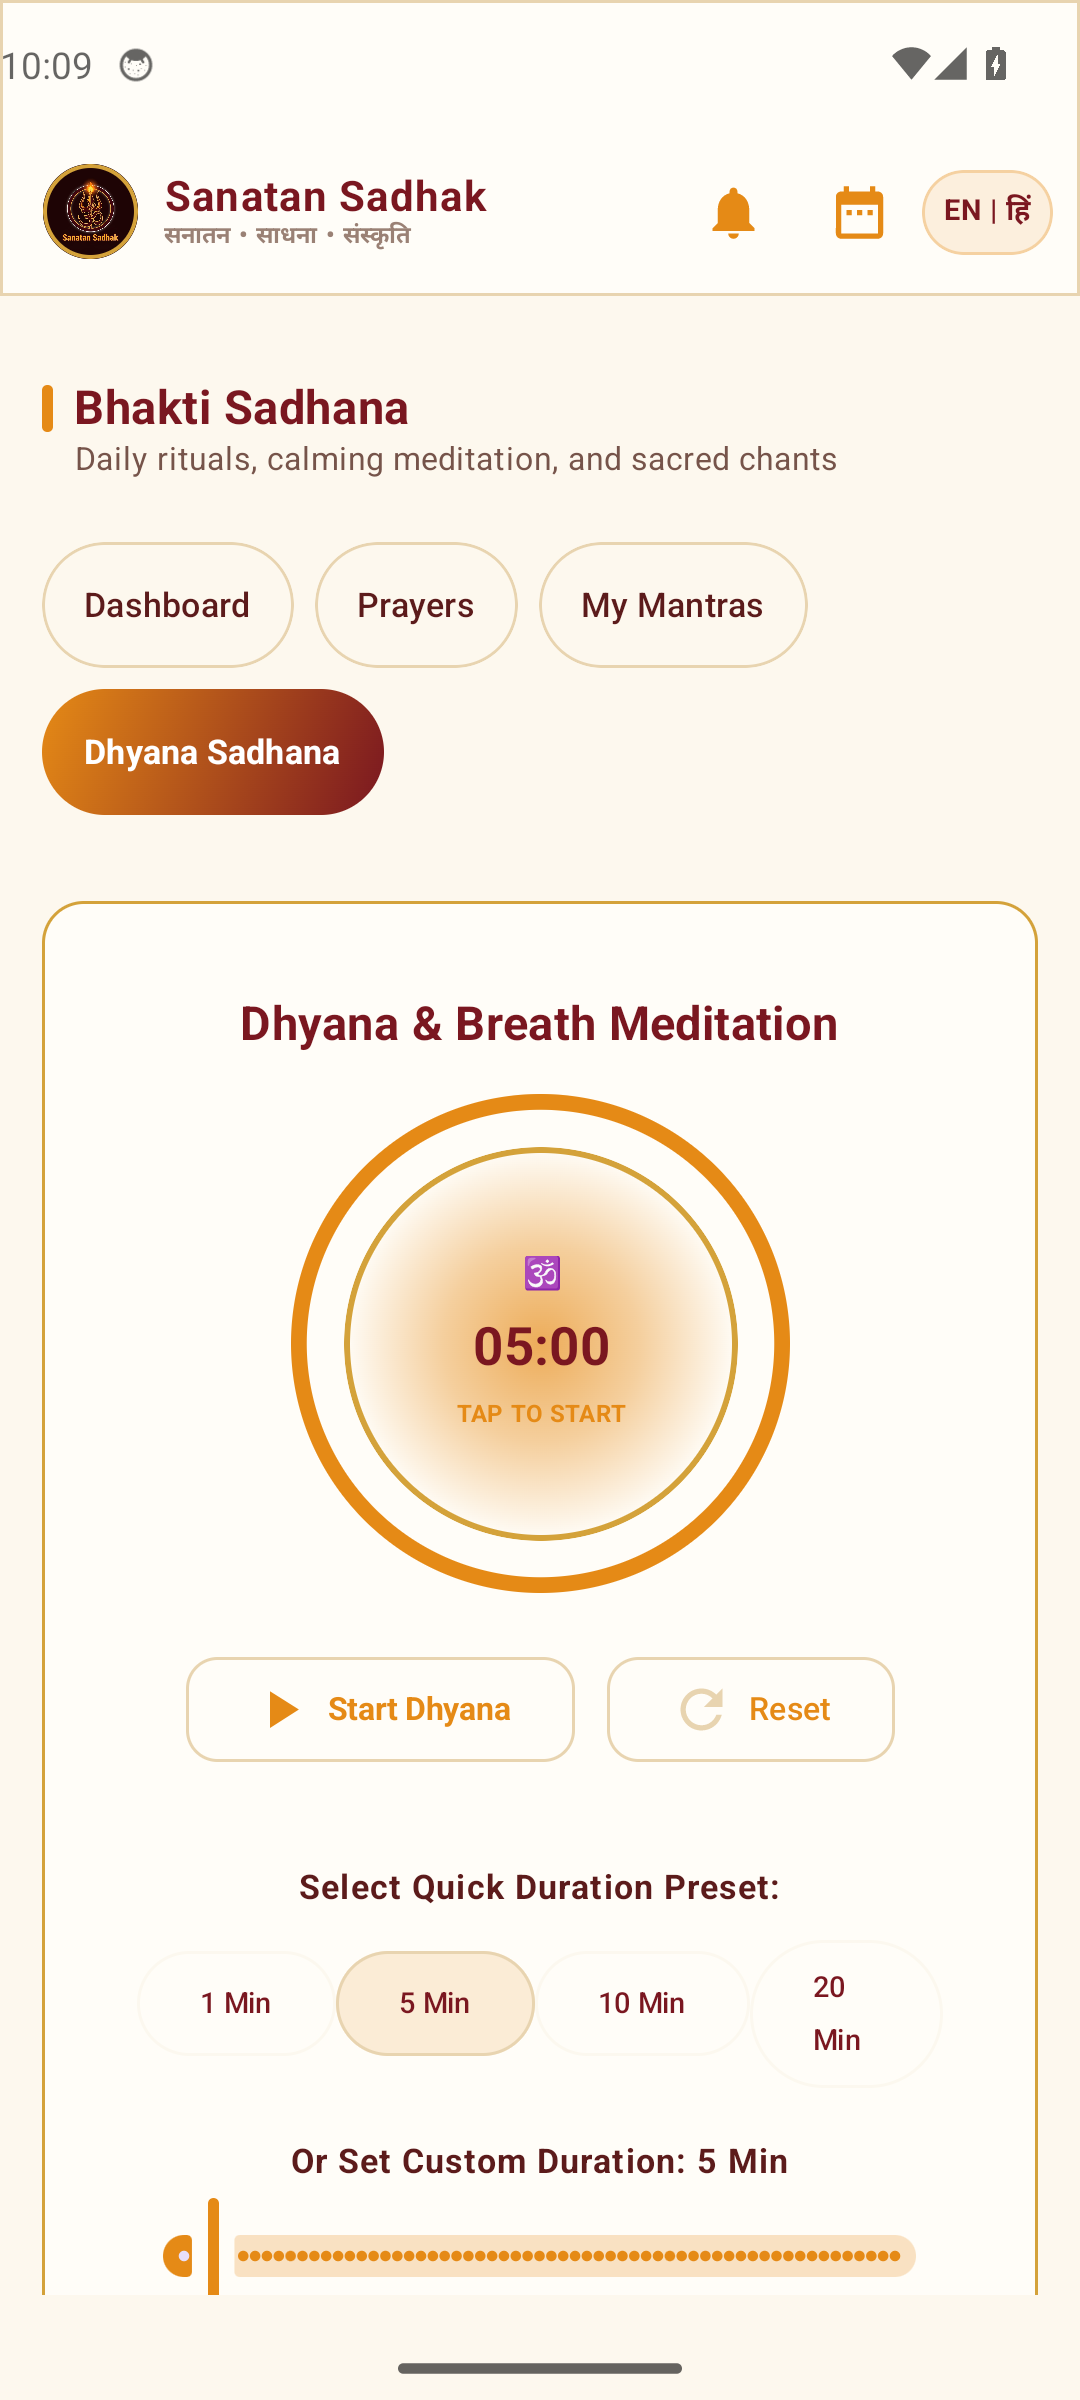 10:09
Sanatan Sadhak
Sanatan Sadhak
सनातन • साधना • संस्कृति
EN | हिं
Bhakti Sadhana
Daily rituals, calming meditation, and sacred chants
Dashboard
Prayers
My Mantras
Dhyana Sadhana
Dhyana & Breath Meditation
🕉
05:00
TAP TO START
Start Dhyana
Reset
Select Quick Duration Preset:
1 Min
5 Min
10 Min
20
Min
Or Set Custom Duration: 5 Min